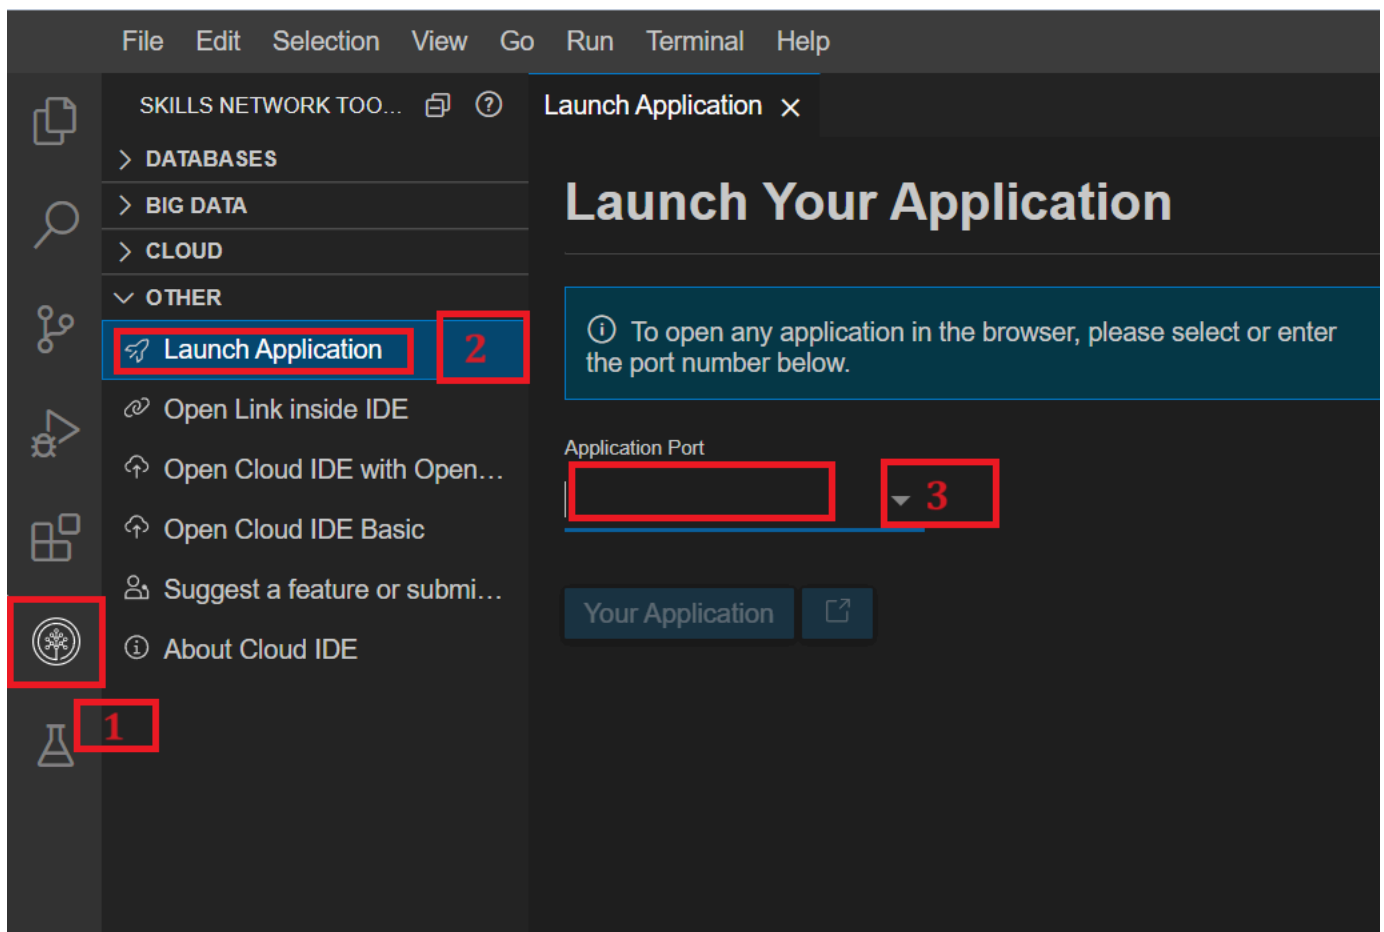 File Edit Selection View Go Run Terminal Help
SKILLS NETWORK TOO...
Launch Application
DATABASES
BIG DATA
CLOUD
OTHER
Launch Application
2
Open Link inside IDE
Open Cloud IDE with Open...
Open Cloud IDE Basic
Suggest a feature or submi...
About Cloud IDE
1
Launch Your Application
To open any application in the browser, please select or enter
the port number below.
Application Port
3
Your Application